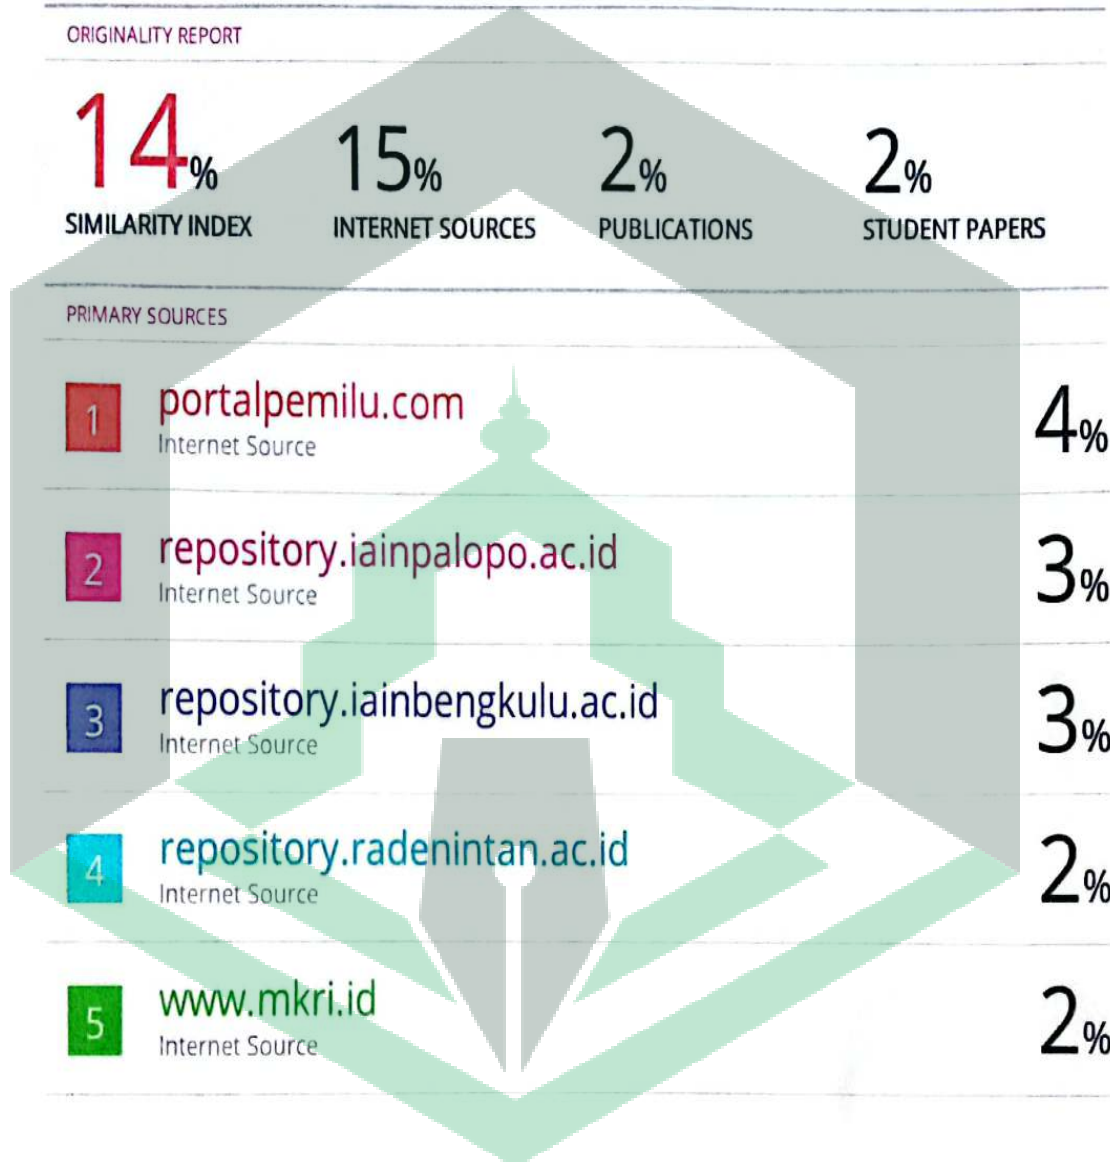 ORIGINALITY REPORT
14% 15% 2% 2%
SIMILARITY INDEX INTERNET SOURCES PUBLICATIONS STUDENT PAPERS
PRIMARY SOURCES
1 portalpemilu.com 4%
Internet Source
2 repository.iainpalopo.ac.id 3%
Internet Source
3 repository.iainbengkulu.ac.id 3%
Internet Source
4 repository.radenintan.ac.id 2%
Internet Source
5 www.mkri.id 2%
Internet Source